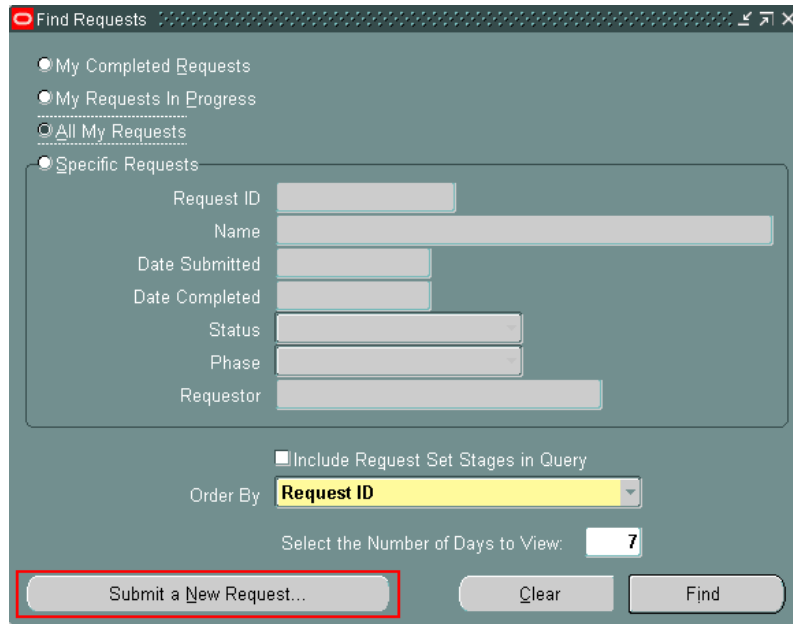 Find Requests
My Completed Requests
My Requests In Progress
All My Requests
Specific Requests
Request ID
Name
Date Submitted
Date Completed
Status
Phase
Requestor
Include Request Set Stages in Query
Order By Request ID
Select the Number of Days to View: 7
Submit a New Request... Clear Find